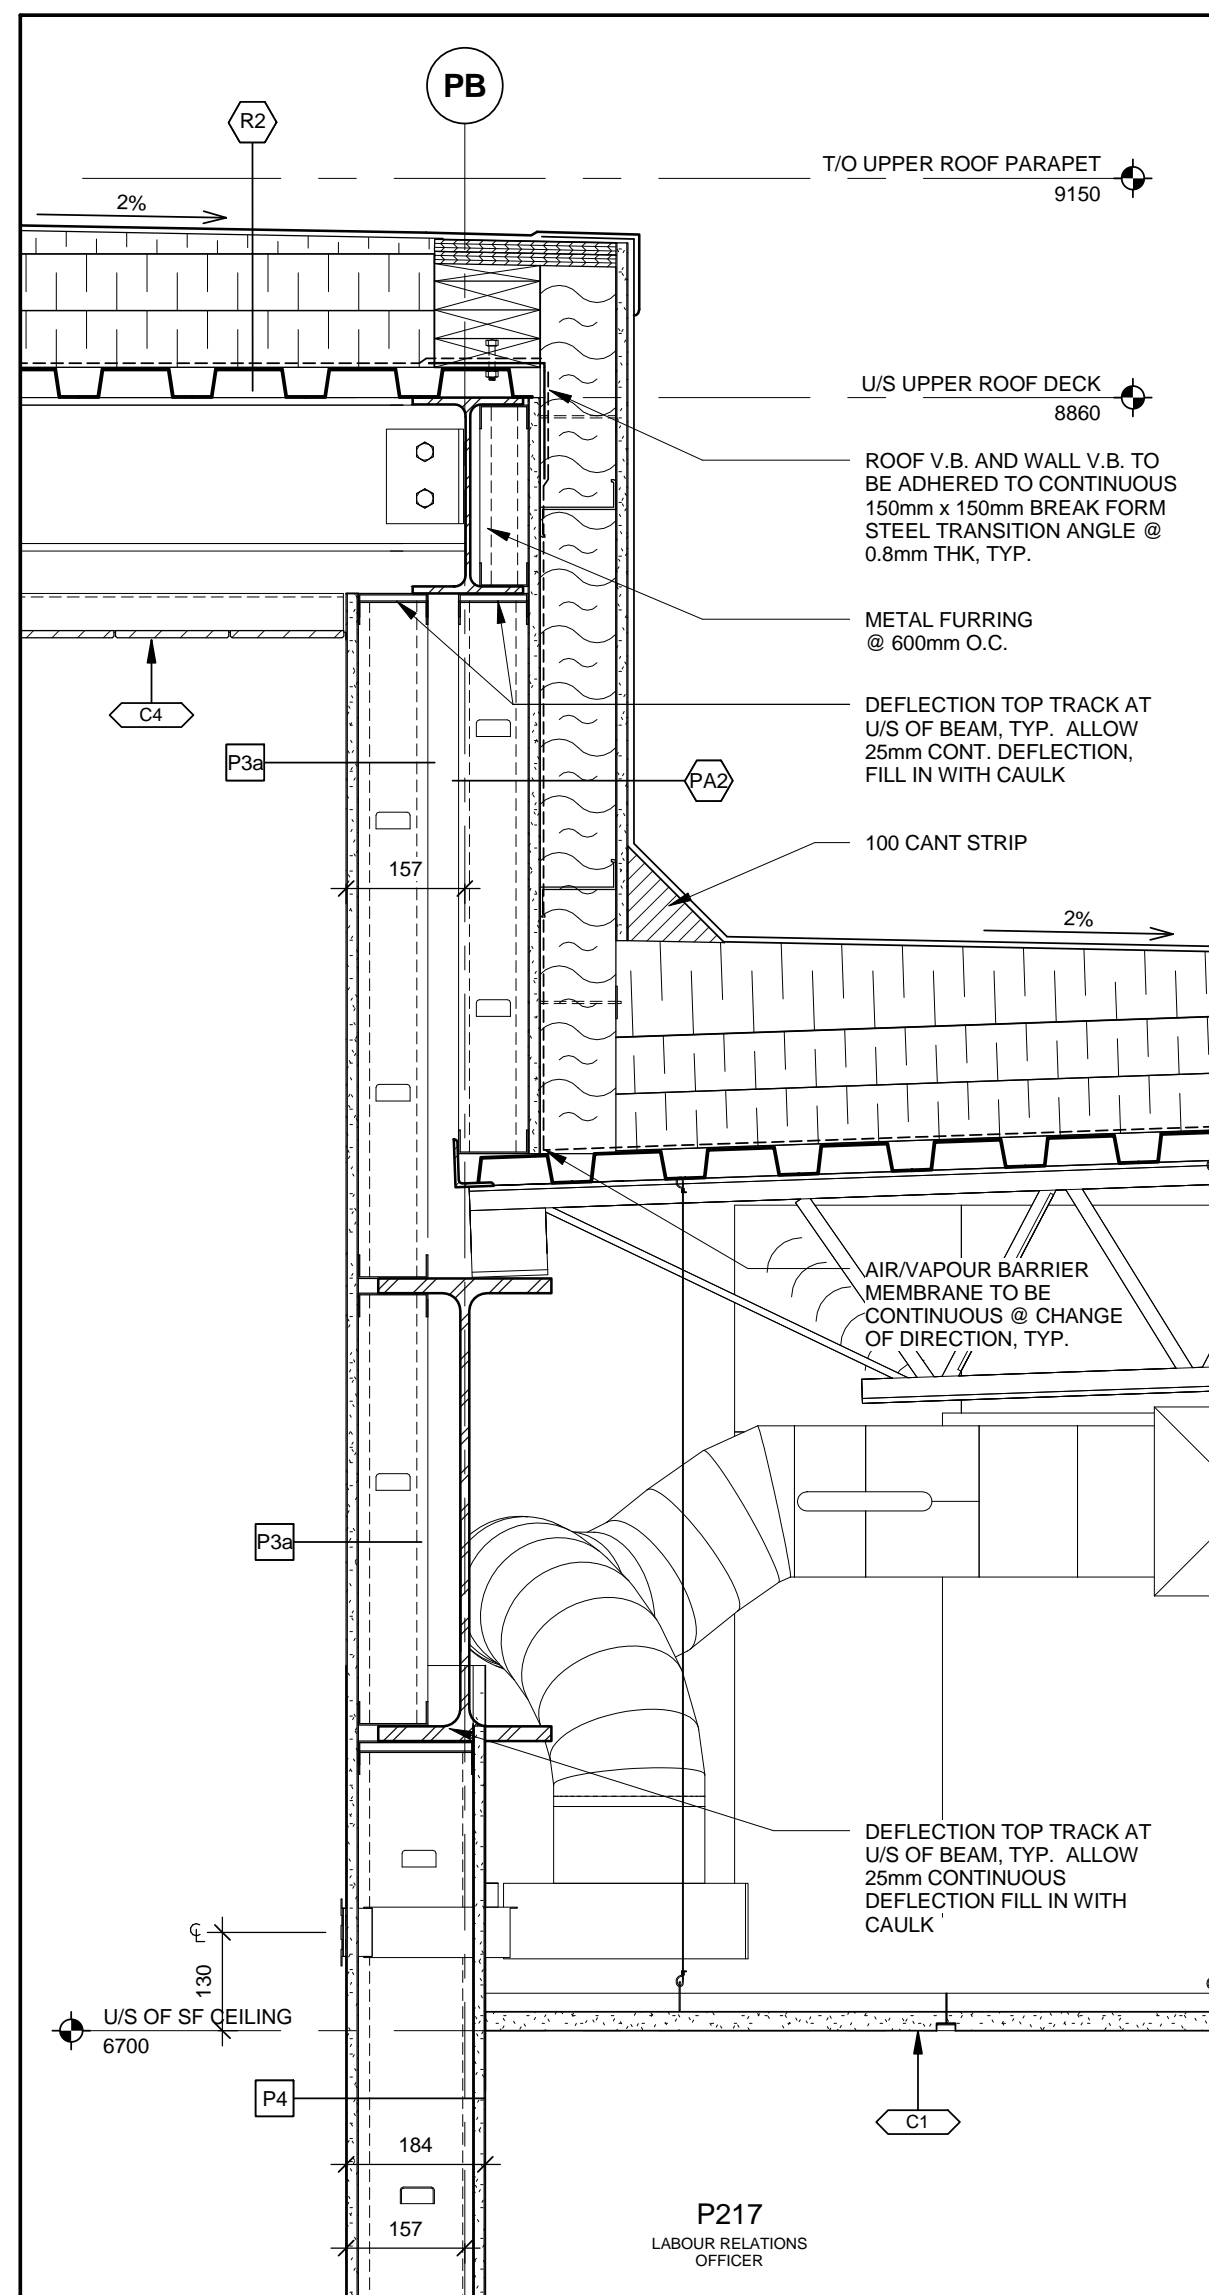 PB
R2
T/O UPPER ROOF PARAPET
9150
2%
U/S UPPER ROOF DECK
8860
ROOF V.B. AND WALL V.B. TO
BE ADHERED TO CONTINUOUS
150mm x 150mm BREAK FORM
STEEL TRANSITION ANGLE @
0.8mm THK, TYP.
METAL FURRING
@ 600mm O.C.
C4
DEFLECTION TOP TRACK AT
U/S OF BEAM, TYP. ALLOW
25mm CONT. DEFLECTION,
FILL IN WITH CAULK
P3a
PA2
100 CANT STRIP
157
2%
AIR/VAPOUR BARRIER
MEMBRANE TO BE
CONTINUOUS @ CHANGE
OF DIRECTION, TYP.
P3a
DEFLECTION TOP TRACK AT
U/S OF BEAM, TYP. ALLOW
25mm CONTINUOUS
DEFLECTION FILL IN WITH
CAULK
℄
130
U/S OF SF CEILING
6700
P4
C1
184
P217
LABOUR RELATIONS
OFFICER
157